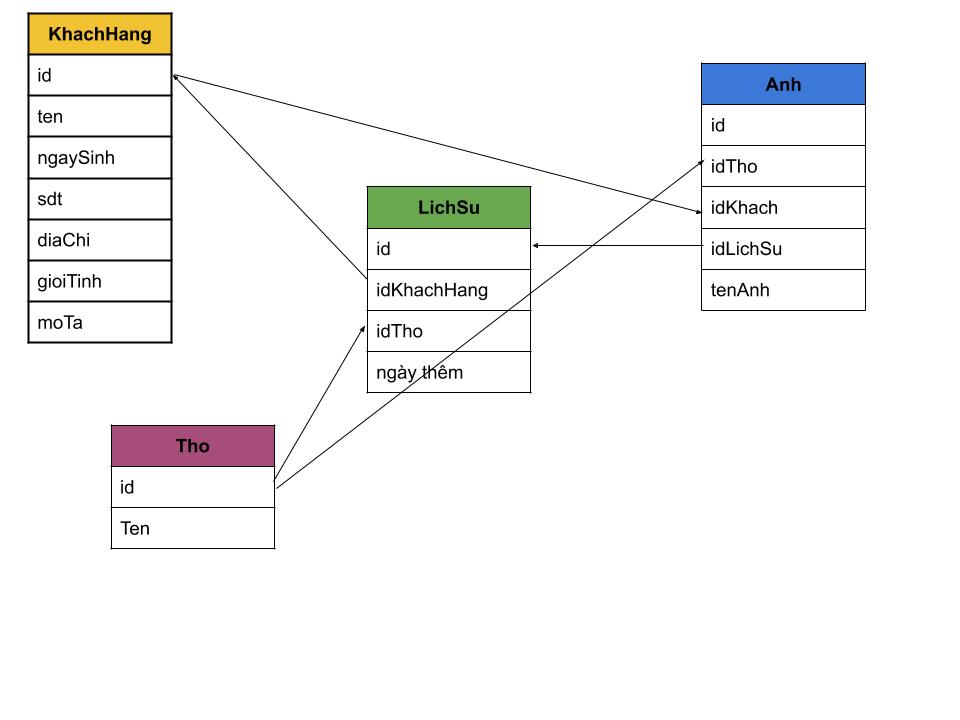 KhachHang
id
ten
ngaySinh
sdt
diaChi
gioiTinh
moTa
Anh
id
idTho
idKhach
idLichSu
tenAnh
LichSu
id
idKhachHang
idTho
ngày thêm
Tho
id
Ten